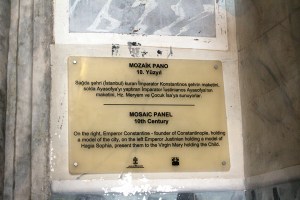 MOZAİK PANO
10. Yüzyıl
Sağda şehri (İstanbul) kuran İmparator Konstantinos şehrin maketini,
solda Ayasofya'yı yaptıran İmparator İustinianos Ayasofya'nın
maketini, Hz. Meryem ve Çocuk İsa'ya sunuyorlar
MOSAIC PANEL
10th Century
On the right, Emperor Constantine - founder of Constantinople, holding
a model of the city, on the left Emperor Justinian holding a model of
Hagia Sophia, present them to the Virgin Mary holding the Child.